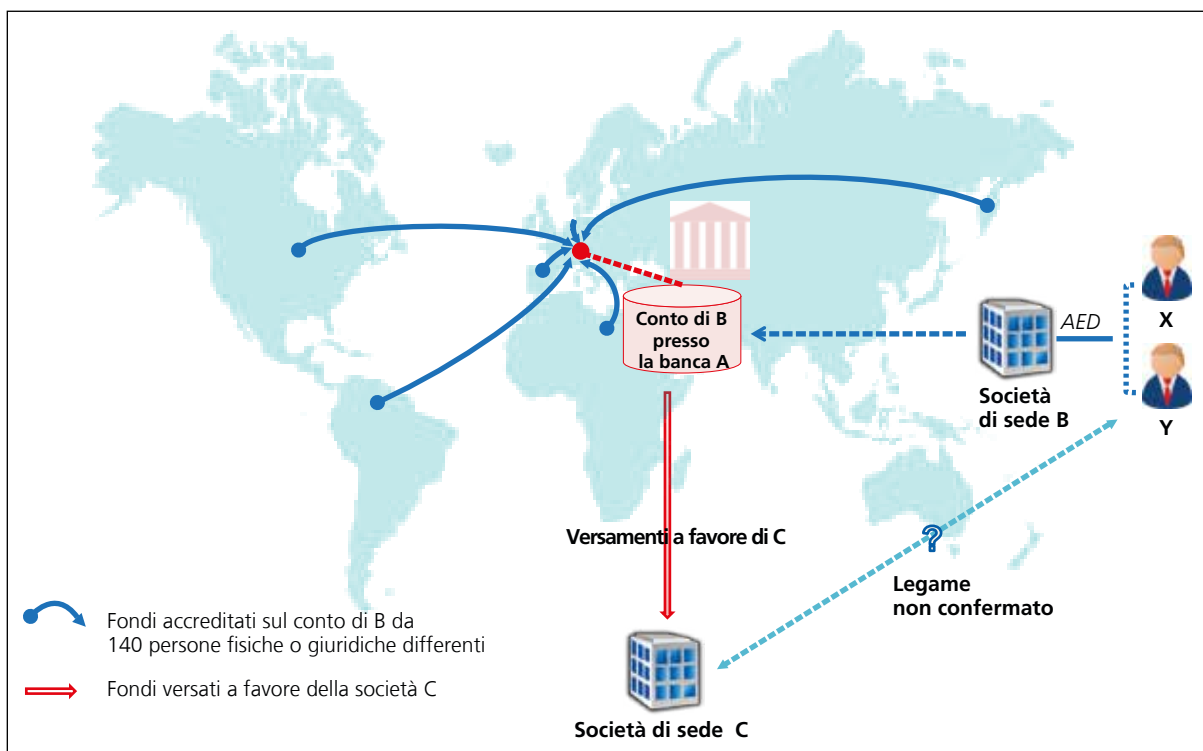 Conto di B
presso
la banca A
AED
X
Società
di sede B
Y
Versamenti a favore di C
?
Legame
non confermato
Fondi accreditati sul conto di B da
140 persone fisiche o giuridiche differenti
Fondi versati a favore della società C
Società di sede C